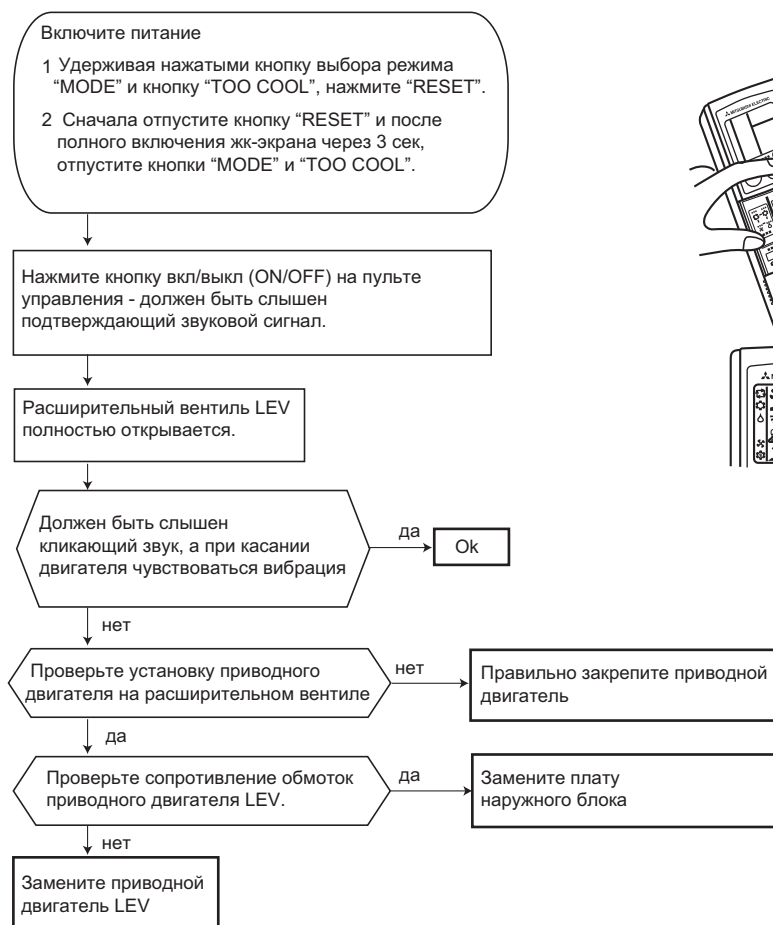 Включите питание
1 Удерживая нажатыми кнопку выбора режима
“MODE” и кнопку “TOO COOL”, нажмите “RESET”.
2 Сначала отпустите кнопку “RESET” и после
полного включения жк-экрана через 3 сек,
отпустите кнопки “MODE” и “TOO COOL”.
Нажмите кнопку вкл/выкл (ON/OFF) на пульте
управления - должен быть слышен
подтверждающий звуковой сигнал.
Расширительный вентиль LEV
полностью открывается.
Должен быть слышен
кликающий звук, а при касании
двигателя чувствоваться вибрация
да
Ok
нет
Проверьте установку приводного
двигателя на расширительном вентиле
нет
Правильно закрепите приводной
двигатель
да
Проверьте сопротивление обмоток
приводного двигателя LEV.
да
Замените плату
наружного блока
нет
Замените приводной
двигатель LEV
MITSUBISHI ELECTRIC